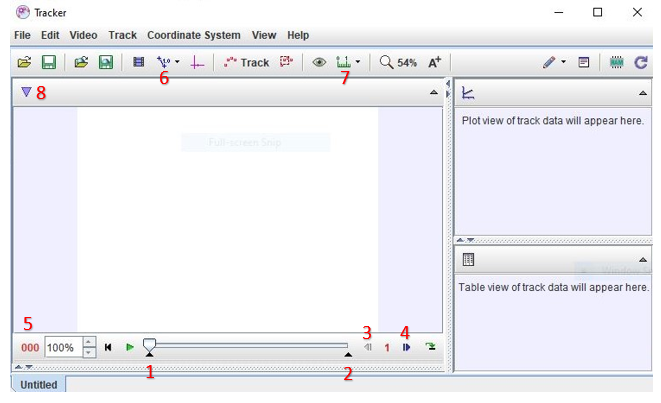 Tracker
File Edit Video Track Coordinate System View Help
Track 54% A+
6 7
8
Full-screen Snip
Plot view of track data will appear here.
Table view of track data will appear here.
5 3 4
000 100% 1
1 2
Untitled